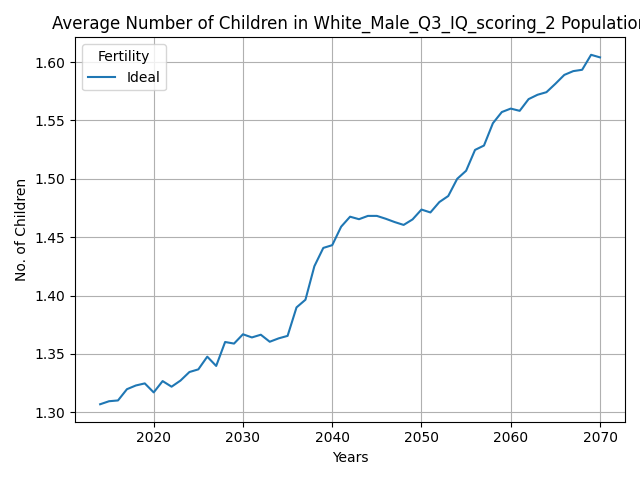 Average Number of Children in White_Male_Q3_IQ_scoring_2 Population
Fertility
Ideal
No. of Children
1.60
1.55
1.50
1.45
1.40
1.35
1.30
2020 2030 2040 2050 2060 2070
Years